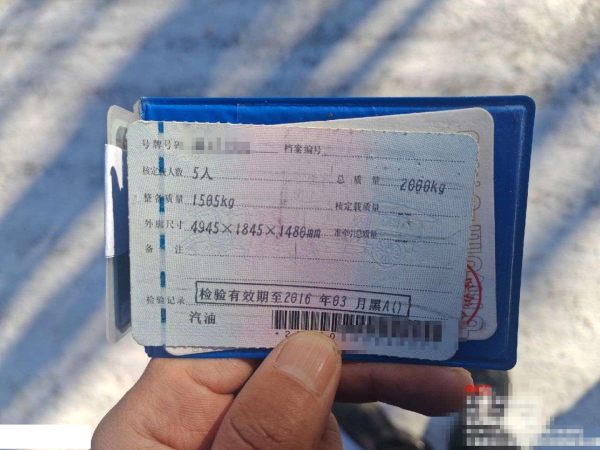 号牌号码 档案编号
核定载人数 5人 总质量 2000kg
整备质量 1505kg 核定载质量 --
外廓尺寸 4945×1845×1480mm 准牵引总质量 --
备注
检验记录 检验有效期至2016年03月黑A()
汽油